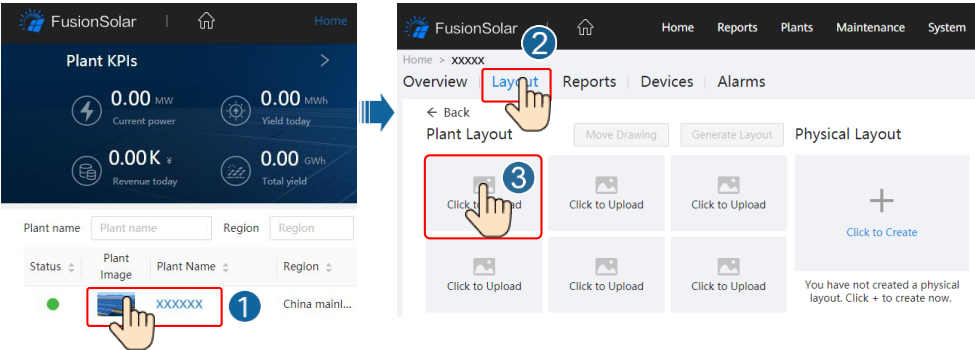 FusionSolar
Home
Plant KPIs
>
0.00 MW
Current power
0.00 MWh
Yield today
0.00K ¥
Revenue today
0.00 GWh
Total yield
Plant name
Plant name
Region
Region
Status
Plant Image
Plant Name
Region
XXXXXX
1
China mainl...
FusionSolar
2
Home
Reports
Plants
Maintenance
System
Home > XXXXX
Overview
Layout
Reports
Devices
Alarms
← Back
Plant Layout
Move Drawing
Generate Layout
Physical Layout
3
Click to Upload
Click to Upload
Click to Upload
+
Click to Create
Click to Upload
Click to Upload
Click to Upload
You have not created a physical
layout. Click + to create now.